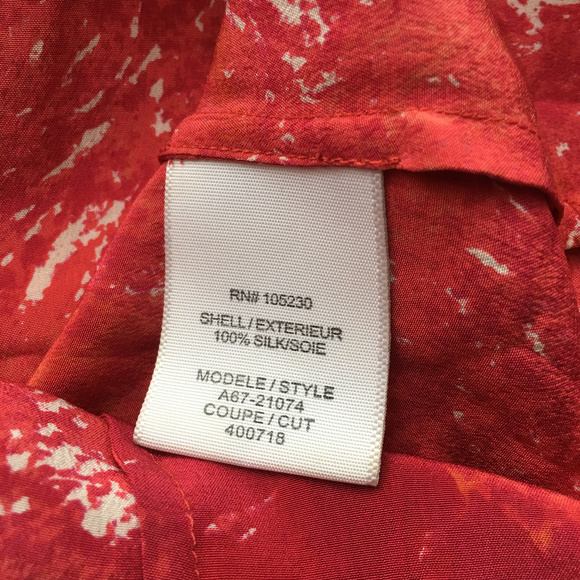 RN# 105230
SHELL/EXTERIEUR
100% SILK/SOIE
MODELE/STYLE
A67-21074
COUPE/CUT
400718